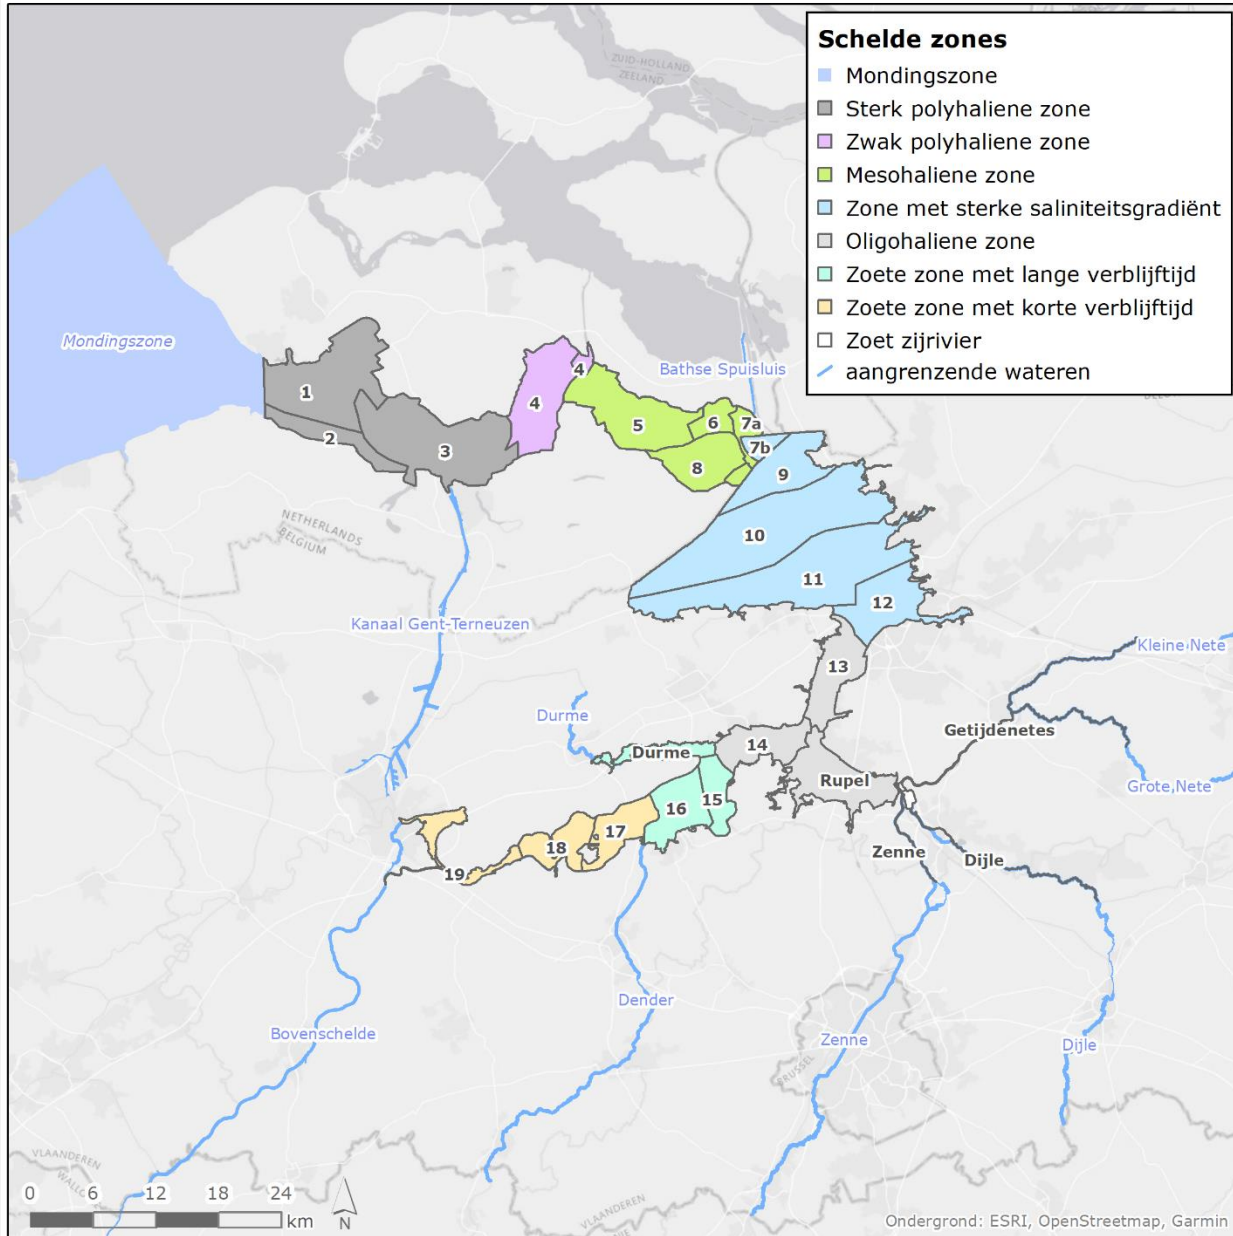 Schelde zones
Mondingszone
Sterk polyhaliene zone
Zwak polyhaliene zone
Mesohaliene zone
Zone met sterke saliniteitsgradiënt
Oligohaliene zone
Zoete zone met lange verblijftijd
Zoete zone met korte verblijftijd
Zoet zijrivier
aangrenzende wateren
ZUID-HOLLAND
ZEELAND
Mondingszone
Bathse Spuisluis
1
2
3
4
4
5
6
7a
7b
8
9
10
11
12
NETHERLANDS
BELGIUM
Kanaal Gent-Terneuzen
13
Kleine Nete
Durme
Getijdenetes
Durme
14
Rupel
Grote Nete
15
16
17
18
19
Zenne
Dijle
Dender
Bovenschelde
Zenne
Dijle
BRUSSEL
VLAANDEREN
VLAANDEREN
0 6 12 18 24
km
N
Ondergrond: ESRI, OpenStreetmap, Garmin